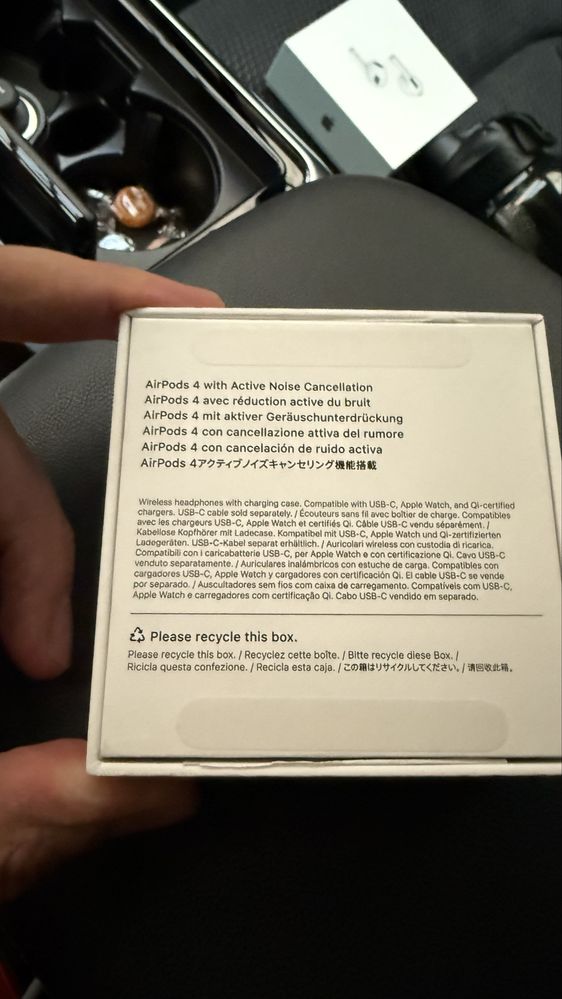 AirPods 4 with Active Noise Cancellation
AirPods 4 avec réduction active du bruit
AirPods 4 mit aktiver Geräuschunterdrückung
AirPods 4 con cancellazione attiva del rumore
AirPods 4 con cancelación de ruido activa
AirPods 4アクティブノイズキャンセリング機能搭載
Wireless headphones with charging case. Compatible with USB-C, Apple Watch, and Qi-certified
chargers. USB-C cable sold separately. / Écouteurs sans fil avec boîtier de charge. Compatibles
avec les chargeurs USB-C, Apple Watch et certifiés Qi. Câble USB-C vendu séparément. /
Kabellose Kopfhörer mit Ladecase. Kompatibel mit USB-C, Apple Watch und Qi-zertifizierten
Ladegeräten. USB-C-Kabel separat erhältlich. / Auricolari wireless con custodia di ricarica.
Compatibili con i caricabatterie USB-C, per Apple Watch e con certificazione Qi. Cavo USB-C
venduto separatamente. / Auriculares inalámbricos con estuche de carga. Compatibles con
cargadores USB-C, Apple Watch y cargadores con certificación Qi. El cable USB-C se vende
por separado. / Auscultadores sem fios com caixa de carregamento. Compatíveis com USB-C,
Apple Watch e carregadores com certificação Qi. Cabo USB-C vendido em separado.
Please recycle this box.
Please recycle this box. / Recyclez cette boîte. / Bitte recycle diese Box. /
Ricicla questa confezione. / Recicla esta caja. / この箱はリサイクルしてください。/ 请回收此箱。